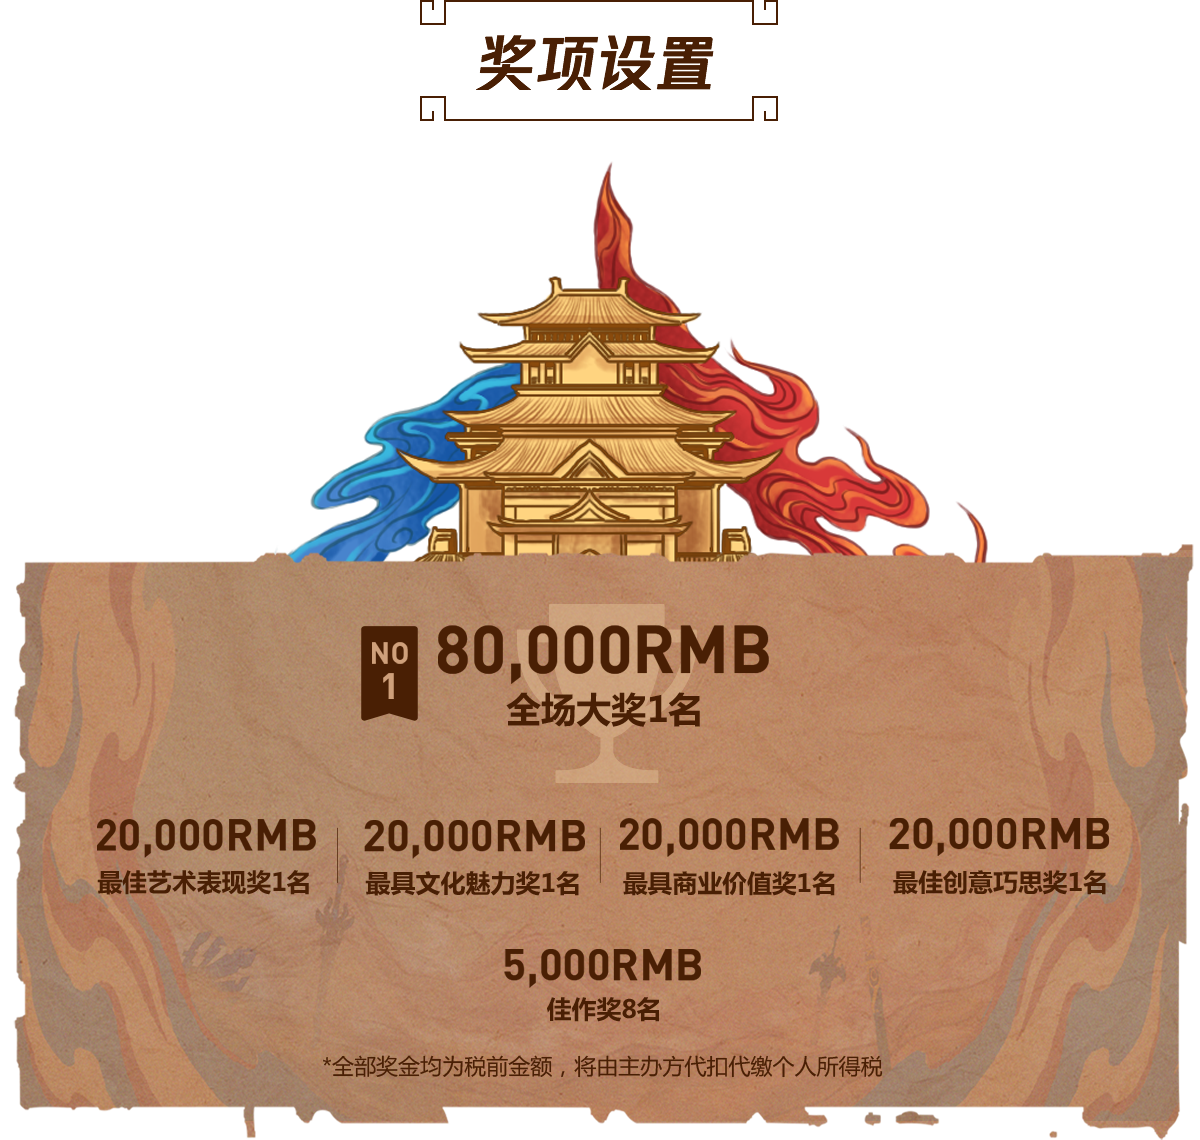 奖项设置
NO
1
80,000RMB
全场大奖1名
20,000RMB
最佳艺术表现奖1名
20,000RMB
最具文化魅力奖1名
20,000RMB
最具商业价值奖1名
20,000RMB
最佳创意巧思奖1名
5,000RMB
佳作奖8名
*全部奖金均为税前金额，将由主办方代扣代缴个人所得税